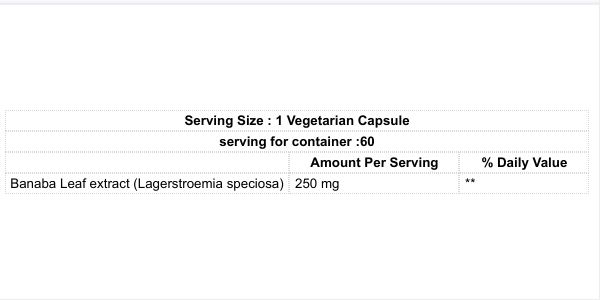 Serving Size : 1 Vegetarian Capsule
serving for container :60
Amount Per Serving % Daily Value
Banaba Leaf extract (Lagerstroemia speciosa) 250 mg **